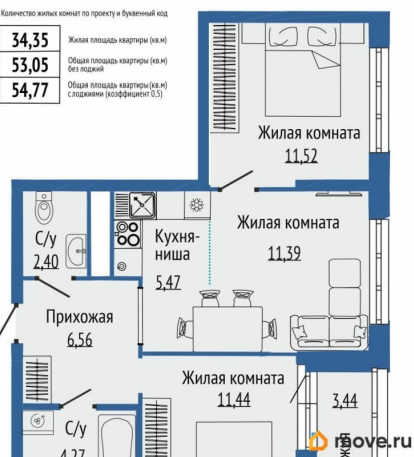 Количество жилых комнат по проекту и буквенный код
34,35 Жилая площадь квартиры (кв.м)
53,05 Общая площадь квартиры (кв.м)
без лоджий
54,77 Общая площадь квартиры (кв.м)
с лоджиями (коэффициент 0,5)
Жилая комната
11,52
С/у
2,40
Кухня-
ниша
5,47
Жилая комната
11,39
Прихожая
6,56
Жилая комната
11,44
3,44
С/у
4,27
move.ru